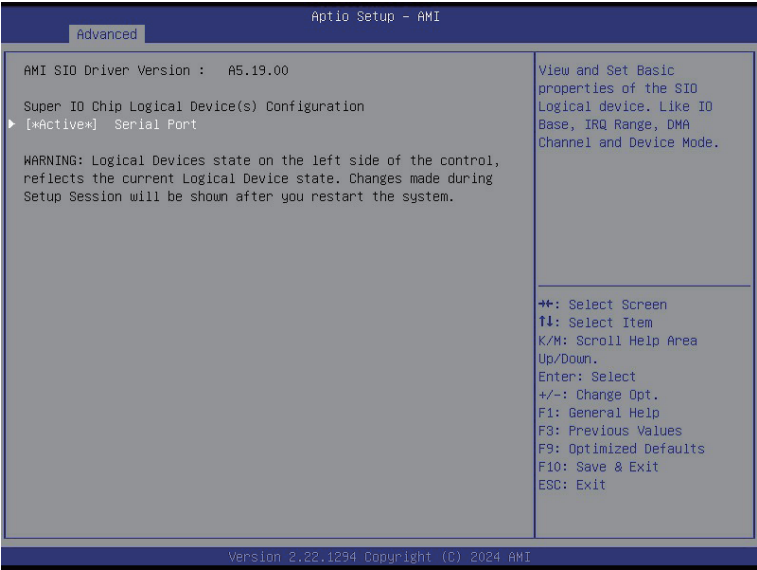 Aptio Setup – AMI
Advanced
AMI SIO Driver Version : A5.19.00
Super IO Chip Logical Device(s) Configuration
[*Active*] Serial Port
WARNING: Logical Devices state on the left side of the control,
reflects the current Logical Device state. Changes made during
Setup Session will be shown after you restart the system.
View and Set Basic
properties of the SIO
Logical device. Like IO
Base, IRQ Range, DMA
Channel and Device Mode.
→←: Select Screen
↑↓: Select Item
K/M: Scroll Help Area
Up/Down.
Enter: Select
+/-: Change Opt.
F1: General Help
F3: Previous Values
F9: Optimized Defaults
F10: Save & Exit
ESC: Exit
Version 2.22.1294 Copyright (C) 2024 AMI